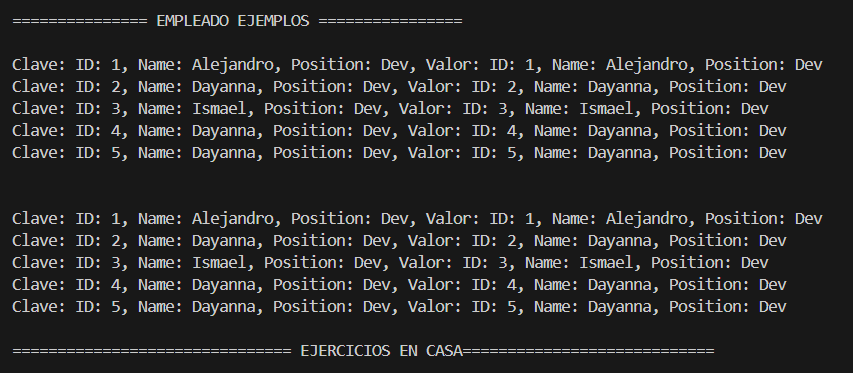 =============== EMPLEADO EJEMPLOS ================
Clave: ID: 1, Name: Alejandro, Position: Dev, Valor: ID: 1, Name: Alejandro, Position: Dev
Clave: ID: 2, Name: Dayanna, Position: Dev, Valor: ID: 2, Name: Dayanna, Position: Dev
Clave: ID: 3, Name: Ismael, Position: Dev, Valor: ID: 3, Name: Ismael, Position: Dev
Clave: ID: 4, Name: Dayanna, Position: Dev, Valor: ID: 4, Name: Dayanna, Position: Dev
Clave: ID: 5, Name: Dayanna, Position: Dev, Valor: ID: 5, Name: Dayanna, Position: Dev
Clave: ID: 1, Name: Alejandro, Position: Dev, Valor: ID: 1, Name: Alejandro, Position: Dev
Clave: ID: 2, Name: Dayanna, Position: Dev, Valor: ID: 2, Name: Dayanna, Position: Dev
Clave: ID: 3, Name: Ismael, Position: Dev, Valor: ID: 3, Name: Ismael, Position: Dev
Clave: ID: 4, Name: Dayanna, Position: Dev, Valor: ID: 4, Name: Dayanna, Position: Dev
Clave: ID: 5, Name: Dayanna, Position: Dev, Valor: ID: 5, Name: Dayanna, Position: Dev
=============================== EJERCICIOS EN CASA============================